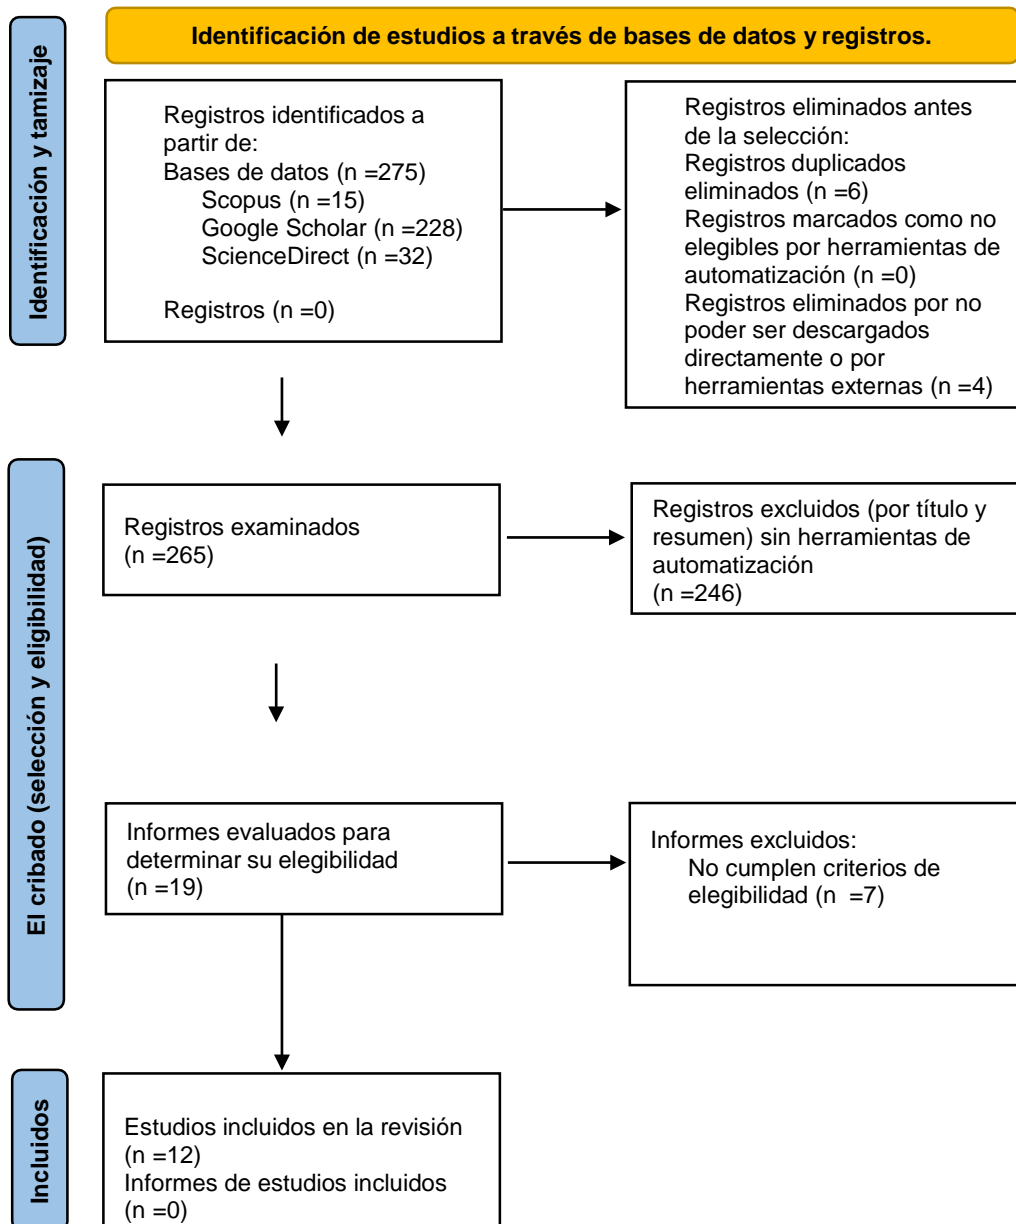 Identificación de estudios a través de bases de datos y registros.
Identificación y tamizaje
Registros identificados a
partir de:
Bases de datos (n =275)
Scopus (n =15)
Google Scholar (n =228)
ScienceDirect (n =32)
Registros (n =0)
Registros eliminados antes
de la selección:
Registros duplicados
eliminados (n =6)
Registros marcados como no
elegibles por herramientas de
automatización (n =0)
Registros eliminados por no
poder ser descargados
directamente o por
herramientas externas (n =4)
El cribado (selección y eligibilidad)
Registros examinados
(n =265)
Registros excluidos (por título y
resumen) sin herramientas de
automatización
(n =246)
Informes evaluados para
determinar su elegibilidad
(n =19)
Informes excluidos:
No cumplen criterios de
elegibilidad (n  =7)
Incluidos
Estudios incluidos en la revisión
(n =12)
Informes de estudios incluidos
(n =0)